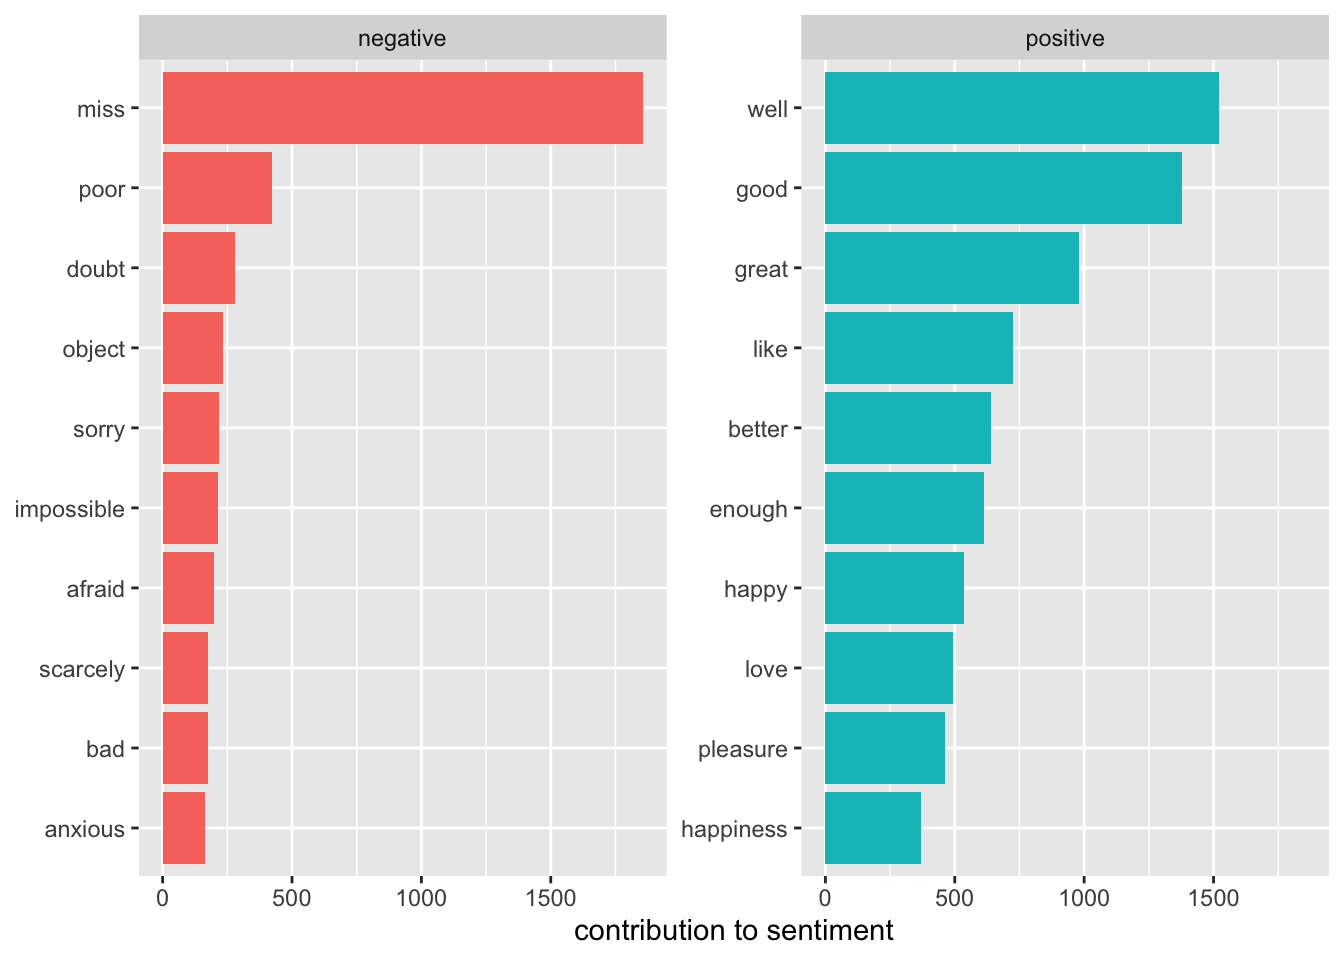 negative
miss
poor
doubt
object
sorry
impossible
afraid
scarcely
bad
anxious
0 500 1000 1500
positive
well
good
great
like
better
enough
happy
love
pleasure
happiness
0 500 1000 1500
contribution to sentiment